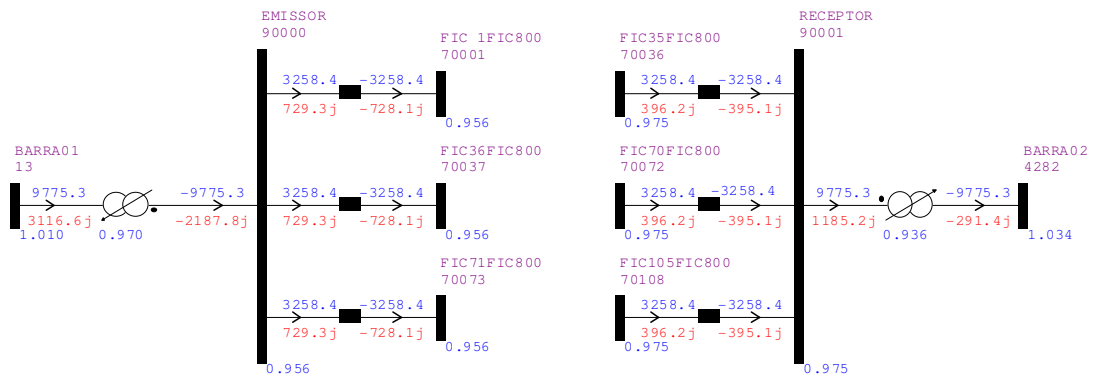 EMISSOR
90000
RECEPTOR
90001
FIC 1FIC800
70001
FIC35FIC800
70036
3258.4 -3258.4
729.3j -728.1j
0.956
3258.4 -3258.4
396.2j -395.1j
0.975
BARRA01
13
FIC36FIC800
70037
FIC70FIC800
70072
BARRA02
4282
9775.3 -9775.3
3116.6j -2187.8j
1.010 0.970
3258.4 -3258.4
729.3j -728.1j
0.956
3258.4 -3258.4
396.2j -395.1j
0.975
9775.3 -9775.3
1185.2j -291.4j
0.936 1.034
FIC71FIC800
70073
FIC105FIC800
70108
3258.4 -3258.4
729.3j -728.1j
0.956
3258.4 -3258.4
396.2j -395.1j
0.975
0.956
0.975